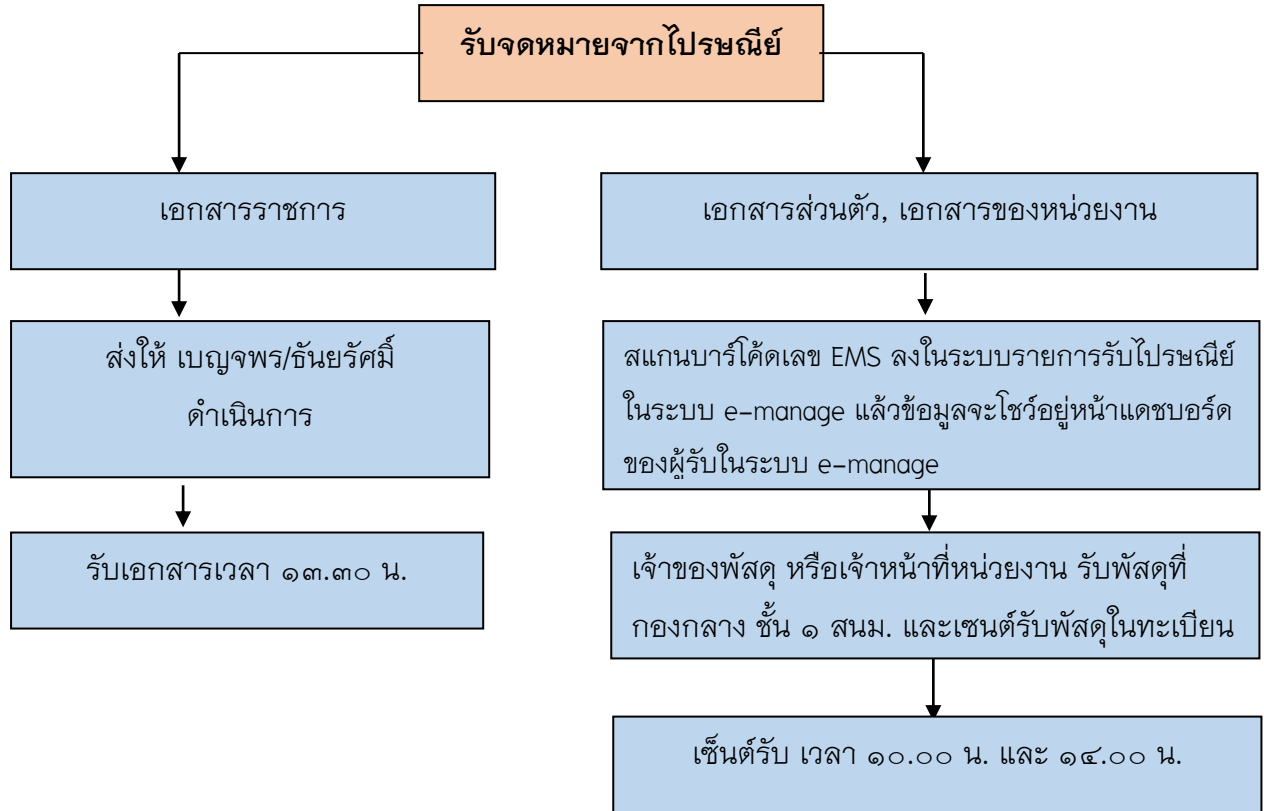 รับจดหมายจากไปรษณีย์
เอกสารราชการ
ส่งให้ เบญจพร/ธันยรัศมิ์
ดำเนินการ
รับเอกสารเวลา ๑๓.๓๐ น.
เอกสารส่วนตัว, เอกสารของหน่วยงาน
สแกนบาร์โค้ดเลข EMS ลงในระบบรายการรับไปรษณีย์
ในระบบ e-manage แล้วข้อมูลจะโชว์อยู่หน้าแดชบอร์ด
ของผู้รับในระบบ e-manage
เจ้าของพัสดุ หรือเจ้าหน้าที่หน่วยงาน รับพัสดุที่
กองกลาง ชั้น ๑ สนม. และเซนต์รับพัสดุในทะเบียน
เซ็นต์รับ เวลา ๑๐.๐๐ น. และ ๑๔.๐๐ น.